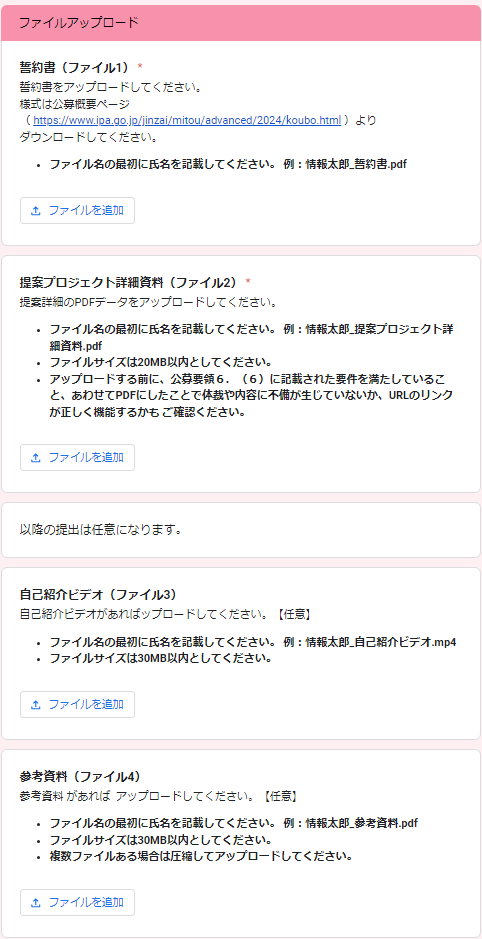 ファイルアップロード
誓約書（ファイル1） *
誓約書をアップロードしてください。
様式は公募概要ページ
（ https://www.ipa.go.jp/jinzai/mitou/advanced/2024/koubo.html ）より
ダウンロードしてください。
• ファイル名の最初に氏名を記載してください。 例：情報太郎_誓約書.pdf
ファイルを追加
提案プロジェクト詳細資料（ファイル2） *
提案詳細のPDFデータをアップロードしてください。
• ファイル名の最初に氏名を記載してください。 例：情報太郎_提案プロジェクト詳
細資料.pdf
• ファイルサイズは20MB以内としてください。
• アップロードする前に、公募要領６．（６）に記載された要件を満たしているこ
と、あわせてPDFにしたことで体裁や内容に不備が生じていないか、URLのリンク
が正しく機能するかも ご確認ください。
ファイルを追加
以降の提出は任意になります。
自己紹介ビデオ（ファイル3）
自己紹介ビデオがあればップロードしてください。【任意】
• ファイル名の最初に氏名を記載してください。 例：情報太郎_自己紹介ビデオ.mp4
• ファイルサイズは30MB以内としてください。
ファイルを追加
参考資料（ファイル4）
参考資料 があれば アップロードしてください。【任意】
• ファイル名の最初に氏名を記載してください。 例：情報太郎_参考資料.pdf
• ファイルサイズは30MB以内としてください。
• 複数ファイルある場合は圧縮してアップロードしてください。
ファイルを追加